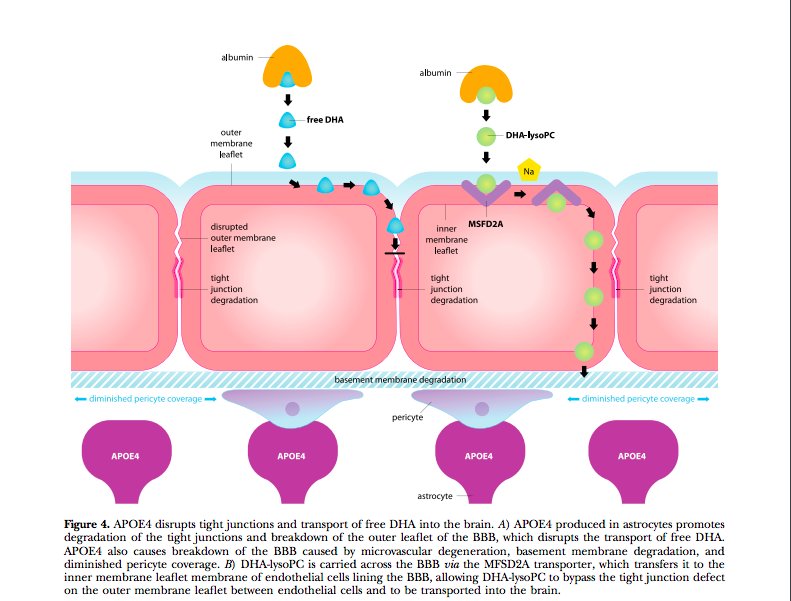 albumin
albumin
free DHA
DHA-lysoPC
outer
membrane
leaflet
Na
MSFD2A
disrupted
outer membrane
leaflet
inner
membrane
leaflet
tight
junction
degradation
tight
junction
degradation
tight
junction
degradation
basement membrane degradation
diminished pericyte coverage
diminished pericyte coverage
pericyte
APOE4
APOE4
APOE4
APOE4
astrocyte
Figure 4. APOE4 disrupts tight junctions and transport of free DHA into the brain. A) APOE4 produced in astrocytes promotes
degradation of the tight junctions and breakdown of the outer leaflet of the BBB, which disrupts the transport of free DHA.
APOE4 also causes breakdown of the BBB caused by microvascular degeneration, basement membrane degradation, and
diminished pericyte coverage. B) DHA-lysoPC is carried across the BBB via the MFSD2A transporter, which transfers it to the
inner membrane leaflet membrane of endothelial cells lining the BBB, allowing DHA-lysoPC to bypass the tight junction defect
on the outer membrane leaflet between endothelial cells and to be transported into the brain.